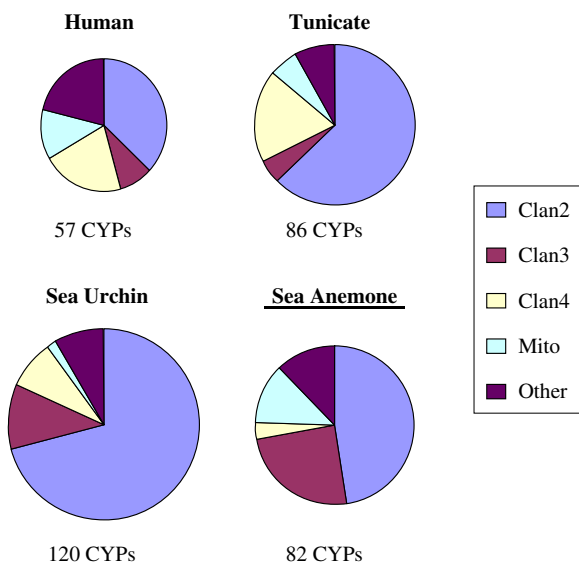 Human
Tunicate
57 CYPs
86 CYPs
Sea Urchin
Sea Anemone
120 CYPs
82 CYPs
Clan2
Clan3
Clan4
Mito
Other